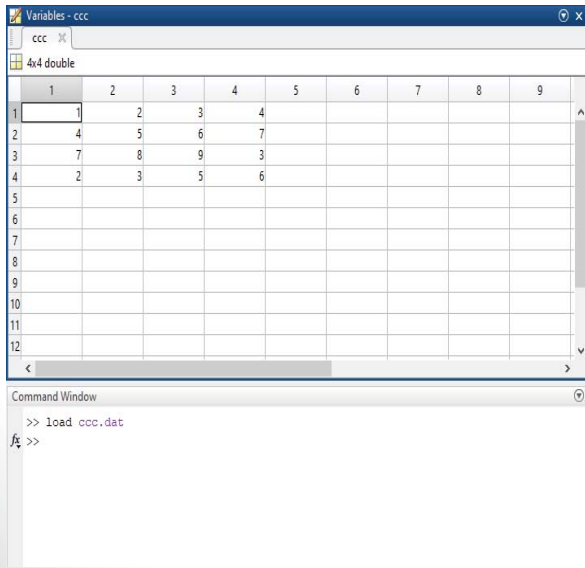 Variables - ccc
ccc
4x4 double
1 2 3 4 5 6 7 8 9
1 1 2 3 4
2 4 5 6 7
3 7 8 9 3
4 2 3 5 6
5
6
7
8
9
10
11
12
Command Window
>> load ccc.dat
fx >>